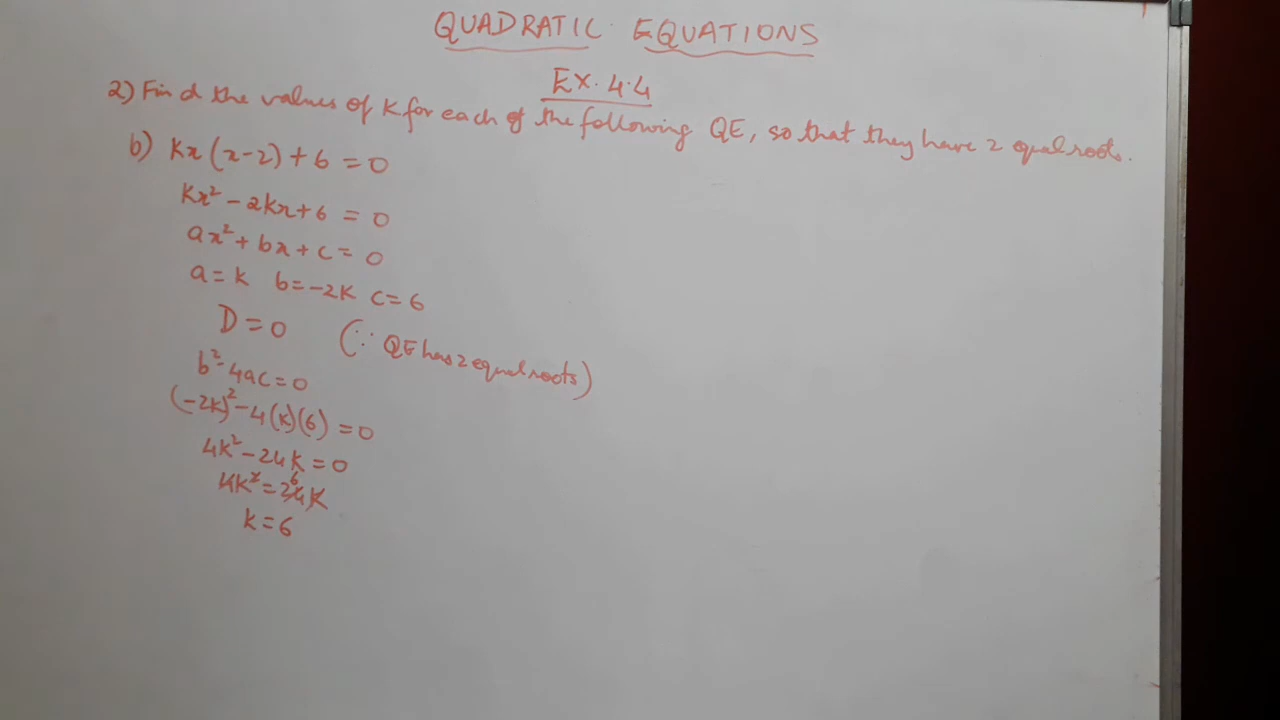 QUADRATIC EQUATIONS
EX. 4.4
2) Find the values of K for each of the following QE, so that they have 2 equal roots.
b) Kx(x-2)+6=0
Kx²-2kx+6=0
ax²+bx+c=0
a=k b=-2K c=6
D=0 (∵ QE has 2 equal roots)
b²-4ac=0
(-2K)²-4(K)(6)=0
4K²-24K=0
4K²=24K 6
K=6